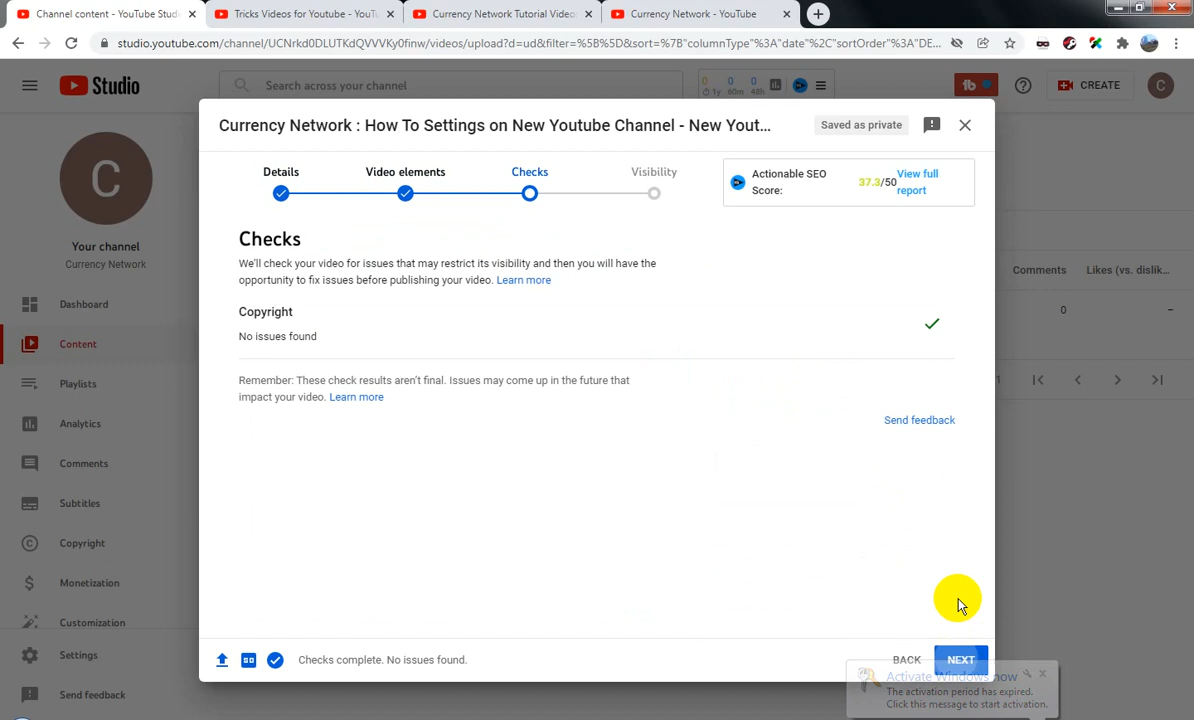 Channel content - YouTube Studi
Tricks Videos for Youtube - YouTu
Currency Network Tutorial Videos
Currency Network - YouTube
studio.youtube.com/channel/UCNrkd0DLUTKdQVVVKy0finw/videos/upload?d=ud&filter=%5B%5D&sort=%7B"columnType"%3A"date"%2C"sortOrder"%3A"DE...
Studio
Search across your channel
0 0 0
1y 60m 48h
CREATE
C
Currency Network : How To Settings on New Youtube Channel - New Yout...
Saved as private
Details
Video elements
Checks
Visibility
Actionable SEO
Score:
37.3/50
View full
report
C
Your channel
Currency Network
Dashboard
Content
Playlists
Analytics
Comments
Subtitles
Copyright
Monetization
Customization
Settings
Send feedback
Checks
We'll check your video for issues that may restrict its visibility and then you will have the
opportunity to fix issues before publishing your video. Learn more
Copyright
No issues found
Remember: These check results aren't final. Issues may come up in the future that
impact your video. Learn more
Send feedback
Comments
Likes (vs. dislik...
0
–
1
Checks complete. No issues found.
BACK
NEXT
Activate Windows now
The activation period has expired.
Click this message to start activation.